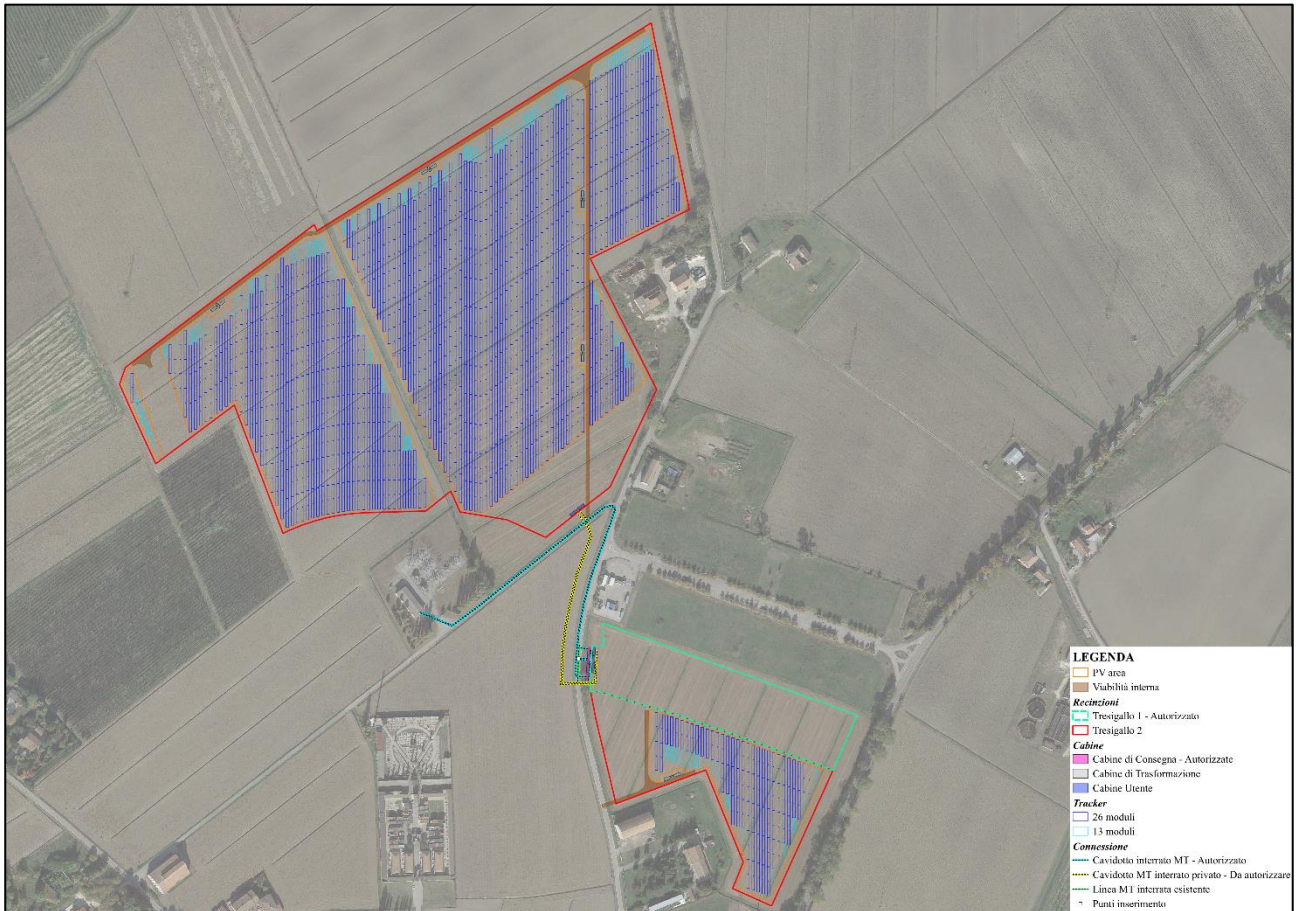 LEGENDA
PV area
Viabilità interna
Recinzioni
Tresigallo 1 - Autorizzato
Tresigallo 2
Cabine
Cabine di Consegna - Autorizzate
Cabine di Trasformazione
Cabine Utente
Tracker
26 moduli
13 moduli
Connessione
Cavidotto interrato MT - Autorizzato
Cavidotto MT interrato privato - Da autorizzare
Linea MT interrata esistente
Punti inserimento